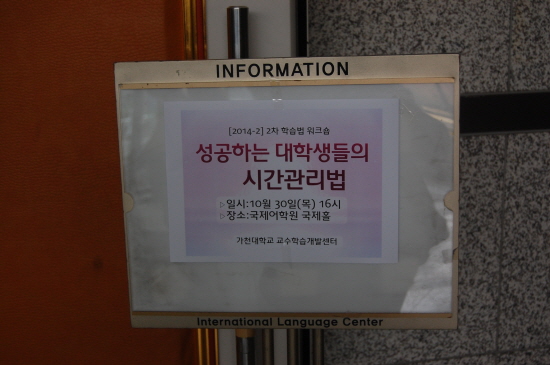 INFORMATION
[2014-2] 2차 학습법 워크숍
성공하는 대학생들의
시간관리법
▷일시:10월 30일(목) 16시
▷장소:국제어학원 국제홀
가천대학교 교수학습개발센터
International Language Center